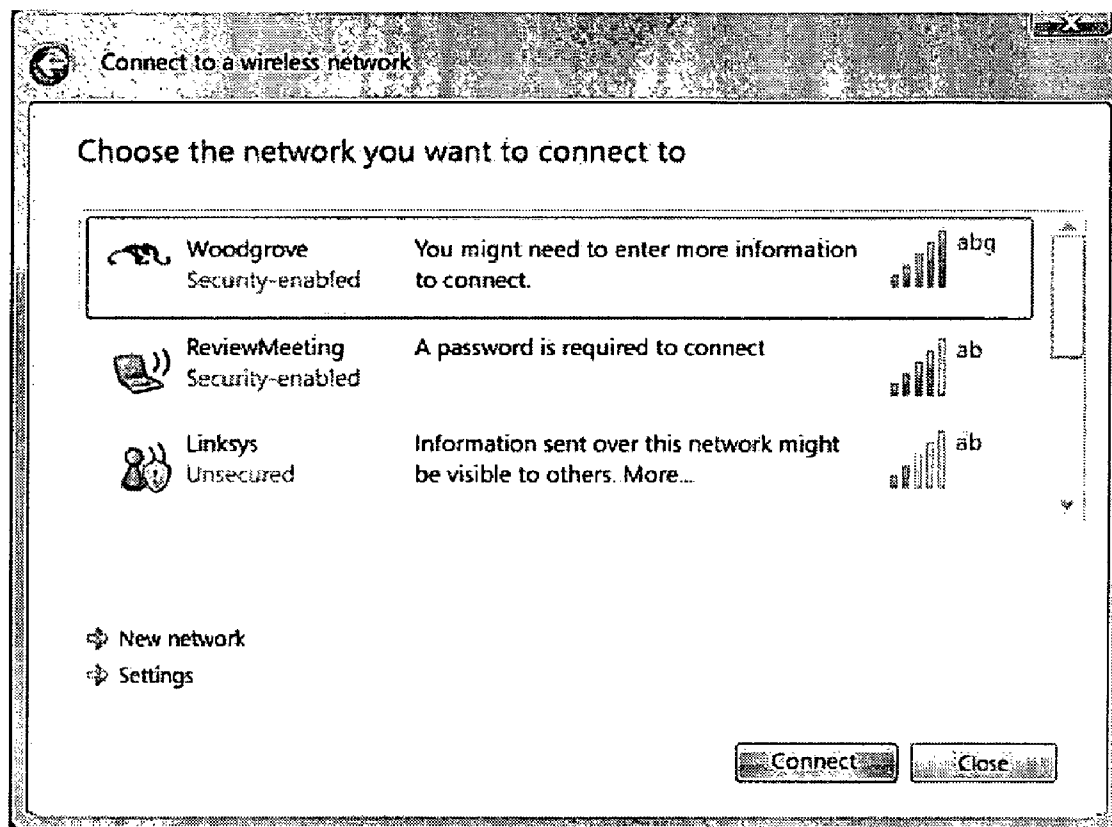 Connect to a wireless network
Choose the network you want to connect to
Woodgrove
Security-enabled
You mignt need to enter more information
to connect.
abg
ReviewMeeting
Security-enabled
A password is required to connect
ab
Linksys
Unsecured
Information sent over this network might
be visible to others. More...
ab
New network
Settings
Connect
Close